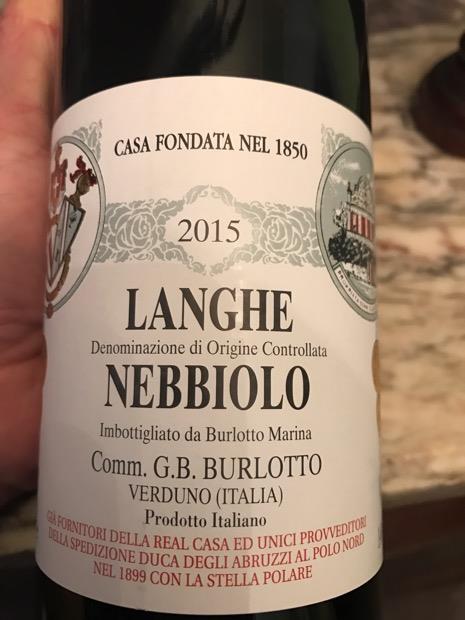 CASA FONDATA NEL 1850
2015
LANGHE
Denominazione di Origine Controllata
NEBBIOLO
Imbottigliato da Burlotto Marina
Comm. G.B. BURLOTTO
VERDUNO (ITALIA)
Prodotto Italiano
GIÀ FORNITORI DELLA REAL CASA ED UNICI PROVVEDITORI
DELLA SPEDIZIONE DUCA DEGLI ABRUZZI AL POLO NORD
NEL 1899 CON LA STELLA POLARE